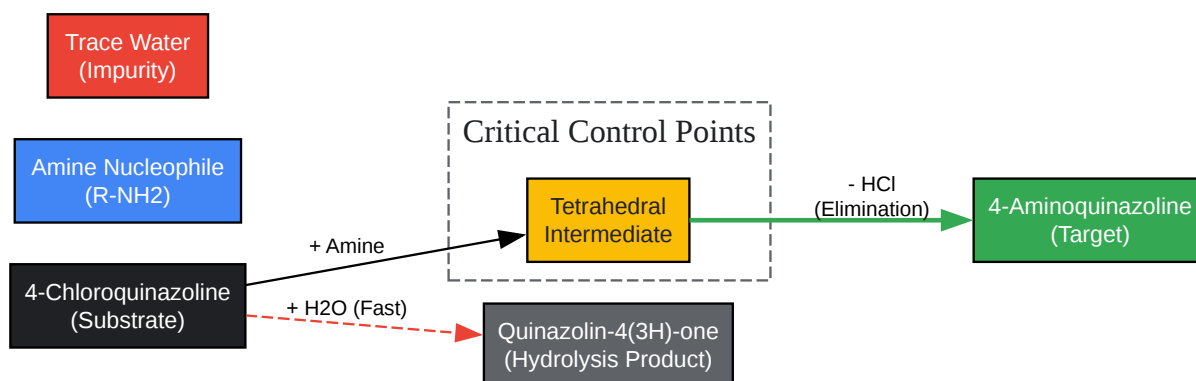 Trace Water
(Impurity)
Critical Control Points
Amine Nucleophile
(R-NH2)
Tetrahedral
Intermediate
- HCl
(Elimination)
4-Aminoquinazoline
(Target)
+ Amine
4-Chloroquinazoline
(Substrate)
+ H2O (Fast)
Quinazolin-4(3H)-one
(Hydrolysis Product)